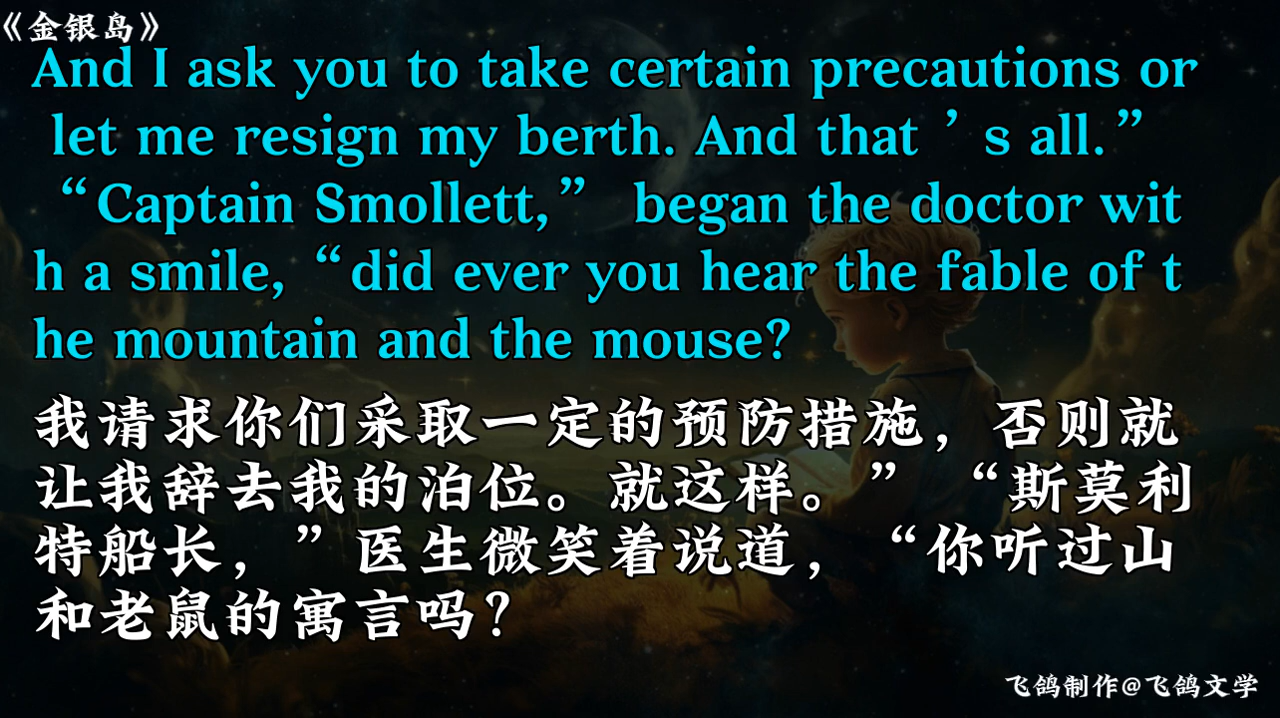 《金银岛》
And I ask you to take certain precautions or
let me resign my berth. And that ’ s all.”
“Captain Smollett,” began the doctor wit
h a smile, “did ever you hear the fable of t
he mountain and the mouse?
我请求你们采取一定的预防措施，否则就
让我辞去我的泊位。就这样。”“斯莫利
特船长，”医生微笑着说道，“你听过山
和老鼠的寓言吗？
飞鸽制作@飞鸽文学